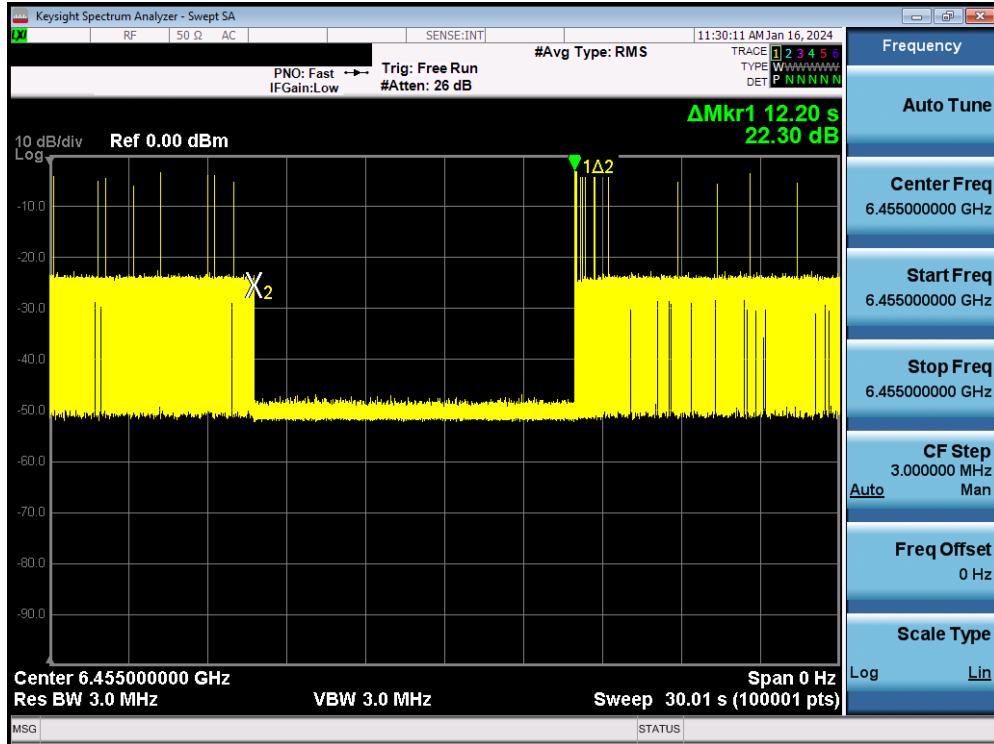 Keysight Spectrum Analyzer - Swept SA
LXI RF 50 Ω AC SENSE:INT 11:30:11 AM Jan 16, 2024
PNO: Fast
IFGain:Low
Trig: Free Run
#Atten: 26 dB
#Avg Type: RMS
TRACE 1 2 3 4 5 6
TYPE WWWWWW
DET P N N N N N
ΔMkr1 12.20 s
22.30 dB
10 dB/div
Log
Ref 0.00 dBm
1Δ2
-10.0
-20.0
X2
-30.0
-40.0
-50.0
-60.0
-70.0
-80.0
-90.0
Center 6.455000000 GHz
Span 0 Hz
Res BW 3.0 MHz
VBW 3.0 MHz
Sweep 30.01 s (100001 pts)
MSG
STATUS
Frequency
Auto Tune
Center Freq
6.455000000 GHz
Start Freq
6.455000000 GHz
Stop Freq
6.455000000 GHz
CF Step
3.000000 MHz
Auto Man
Freq Offset
0 Hz
Scale Type
Log Lin